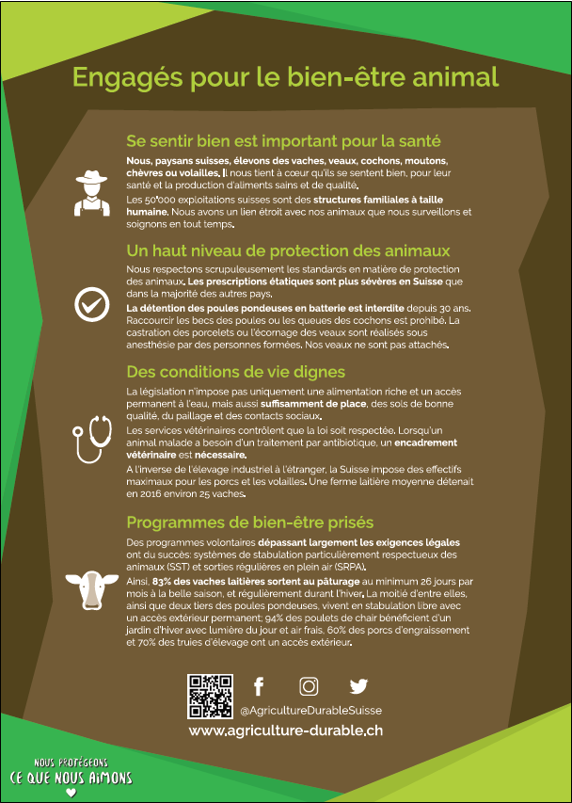 Engagés pour le bien-être animal
Se sentir bien est important pour la santé
Nous, paysans suisses, élevons des vaches, veaux, cochons, moutons,
chèvres ou volailles. Il nous tient à cœur qu'ils se sentent bien, pour leur
santé et la production d'aliments sains et de qualité.
Les 50'000 exploitations suisses sont des structures familiales à taille
humaine. Nous avons un lien étroit avec nos animaux que nous surveillons et
soignons en tout temps.
Un haut niveau de protection des animaux
Nous respectons scrupuleusement les standards en matière de protection
des animaux. Les prescriptions étatiques sont plus sévères en Suisse que
dans la majorité des autres pays.
La détention des poules pondeuses en batterie est interdite depuis 30 ans.
Raccourcir les becs des poules ou les queues des cochons est prohibé. La
castration des porcelets ou l'écornage des veaux sont réalisés sous
anesthésie par des personnes formées. Nos veaux ne sont pas attachés.
Des conditions de vie dignes
La législation n'impose pas uniquement une alimentation riche et un accès
permanent à l'eau, mais aussi suffisamment de place, des sols de bonne
qualité, du paillage et des contacts sociaux.
Les services vétérinaires contrôlent que la loi soit respectée. Lorsqu'un
animal malade a besoin d'un traitement par antibiotique, un encadrement
vétérinaire est nécessaire.
A l'inverse de l'élevage industriel à l'étranger, la Suisse impose des effectifs
maximaux pour les porcs et les volailles. Une ferme laitière moyenne détenait
en 2016 environ 25 vaches.
Programmes de bien-être prisés
Des programmes volontaires dépassant largement les exigences légales
ont du succès: systèmes de stabulation particulièrement respectueux des
animaux (SST) et sorties régulières en plein air (SRPA).
Ainsi, 83% des vaches laitières sortent au pâturage au minimum 26 jours par
mois à la belle saison, et régulièrement durant l'hiver. La moitié d'entre elles,
ainsi que deux tiers des poules pondeuses, vivent en stabulation libre avec
un accès extérieur permanent; 94% des poulets de chair bénéficient d'un
jardin d'hiver avec lumière du jour et air frais, 60% des porcs d'engraissement
et 70% des truies d'élevage ont un accès extérieur.
@AgricultureDurableSuisse
www.agriculture-durable.ch
NOUS PROTÉGEONS
CE QUE NOUS AIMONS